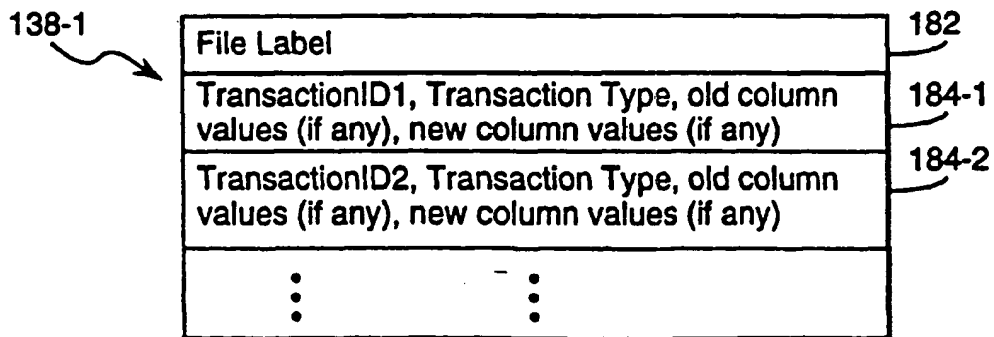 138-1
File Label
182
TransactionID1, Transaction Type, old column
values (if any), new column values (if any)
184-1
TransactionID2, Transaction Type, old column
values (if any), new column values (if any)
184-2